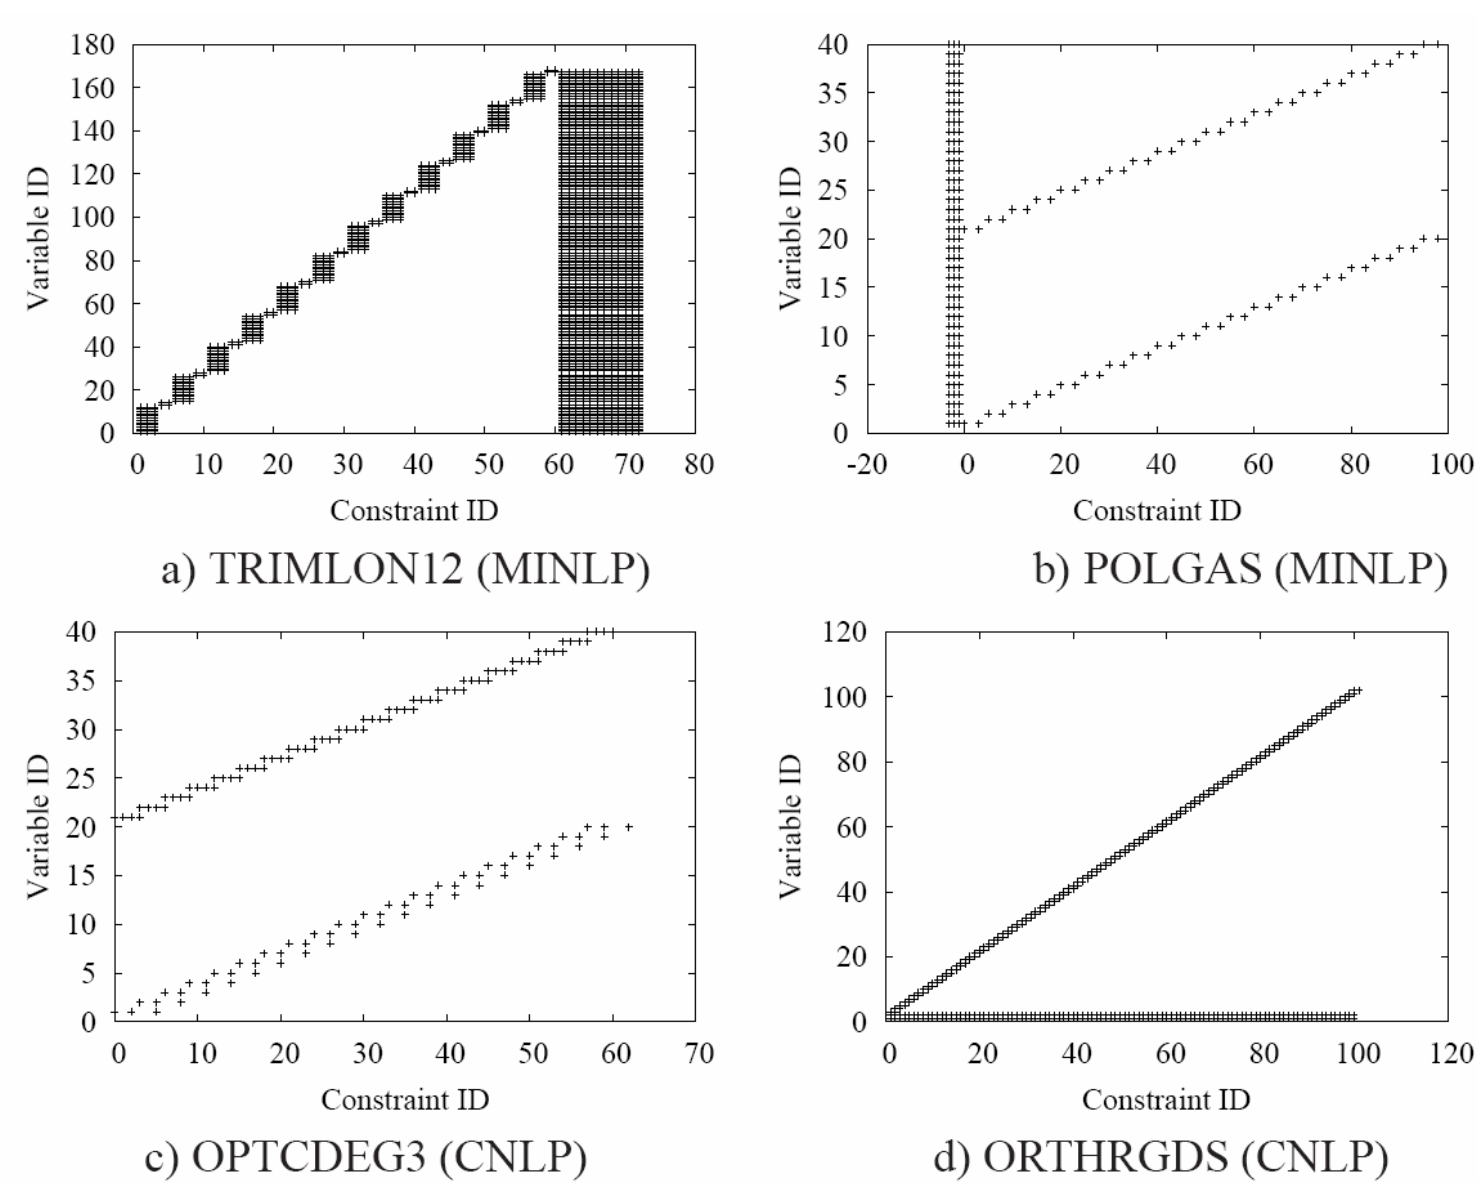 180
160
140
120
100
80
60
40
20
0
Variable ID
0 10 20 30 40 50 60 70 80
Constraint ID
a) TRIMLON12 (MINLP)
40
35
30
25
20
15
10
5
0
Variable ID
-20 0 20 40 60 80 100
Constraint ID
b) POLGAS (MINLP)
40
35
30
25
20
15
10
5
0
Variable ID
0 10 20 30 40 50 60 70
Constraint ID
c) OPTCDEG3 (CNLP)
120
100
80
60
40
20
0
Variable ID
0 20 40 60 80 100 120
Constraint ID
d) ORTHRGDS (CNLP)